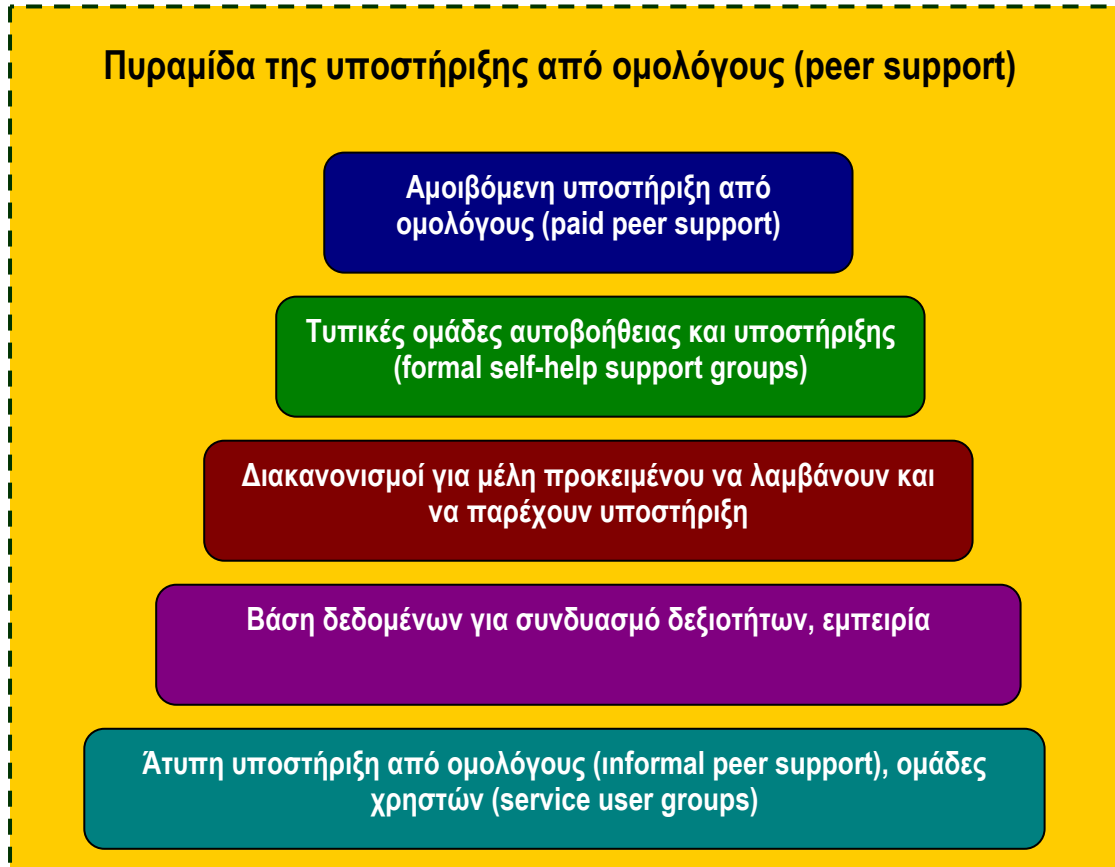 Πυραμίδα της υποστήριξης από ομολόγους (peer support)
Αμοιβόμενη υποστήριξη από
ομολόγους (paid peer support)
Τυπικές ομάδες αυτοβοήθειας και υποστήριξης
(formal self-help support groups)
Διακανονισμοί για μέλη προκειμένου να λαμβάνουν και
να παρέχουν υποστήριξη
Βάση δεδομένων για συνδυασμό δεξιοτήτων, εμπειρία
Άτυπη υποστήριξη από ομολόγους (ınformal peer support), ομάδες
χρηστών (service user groups)